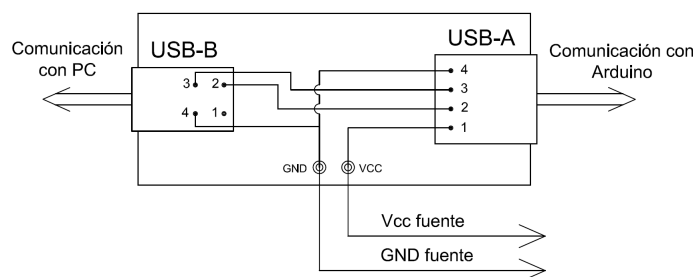 Comunicación
con PC
USB-B
3 2
4 1
USB-A
4
3
2
1
Comunicación con
Arduino
GND
VCC
Vcc fuente
GND fuente